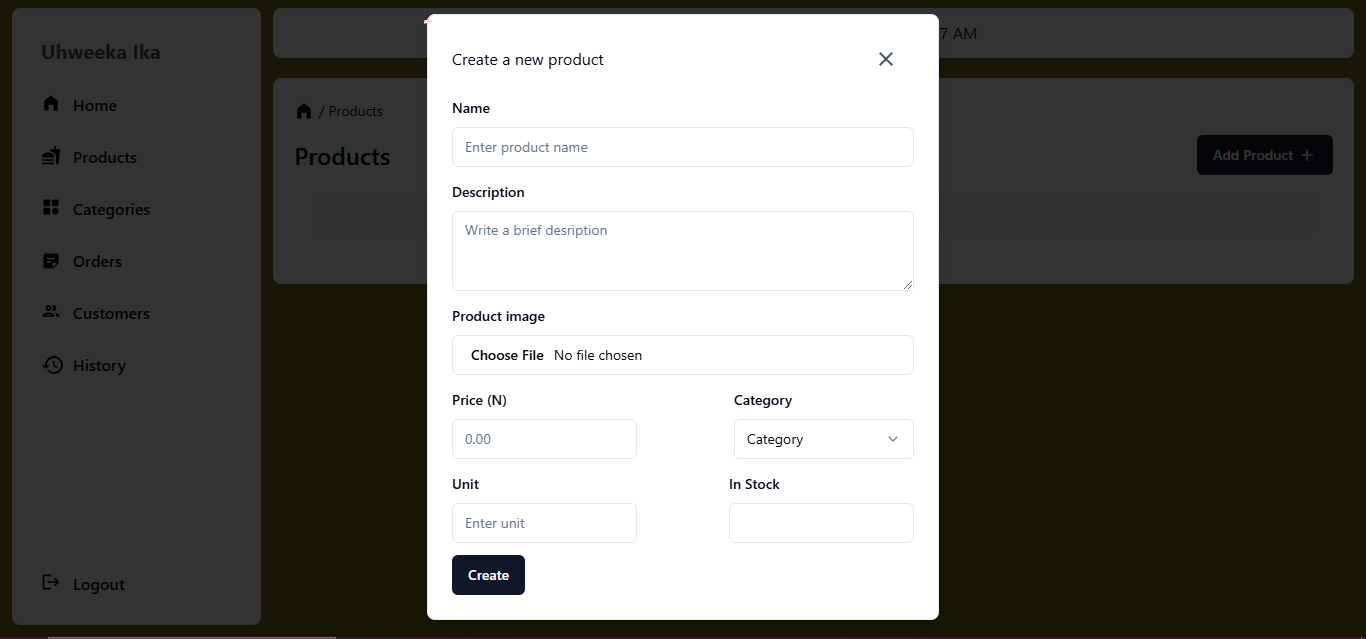 Uhweeka Ika
Home
Products
Categories
Orders
Customers
History
Logout
7 AM
/ Products
Products
Add Product
Create a new product
Name
Enter product name
Description
Write a brief desription
Product image
Choose File No file chosen
Price (N) Category
0.00 Category
Unit In Stock
Enter unit
Create